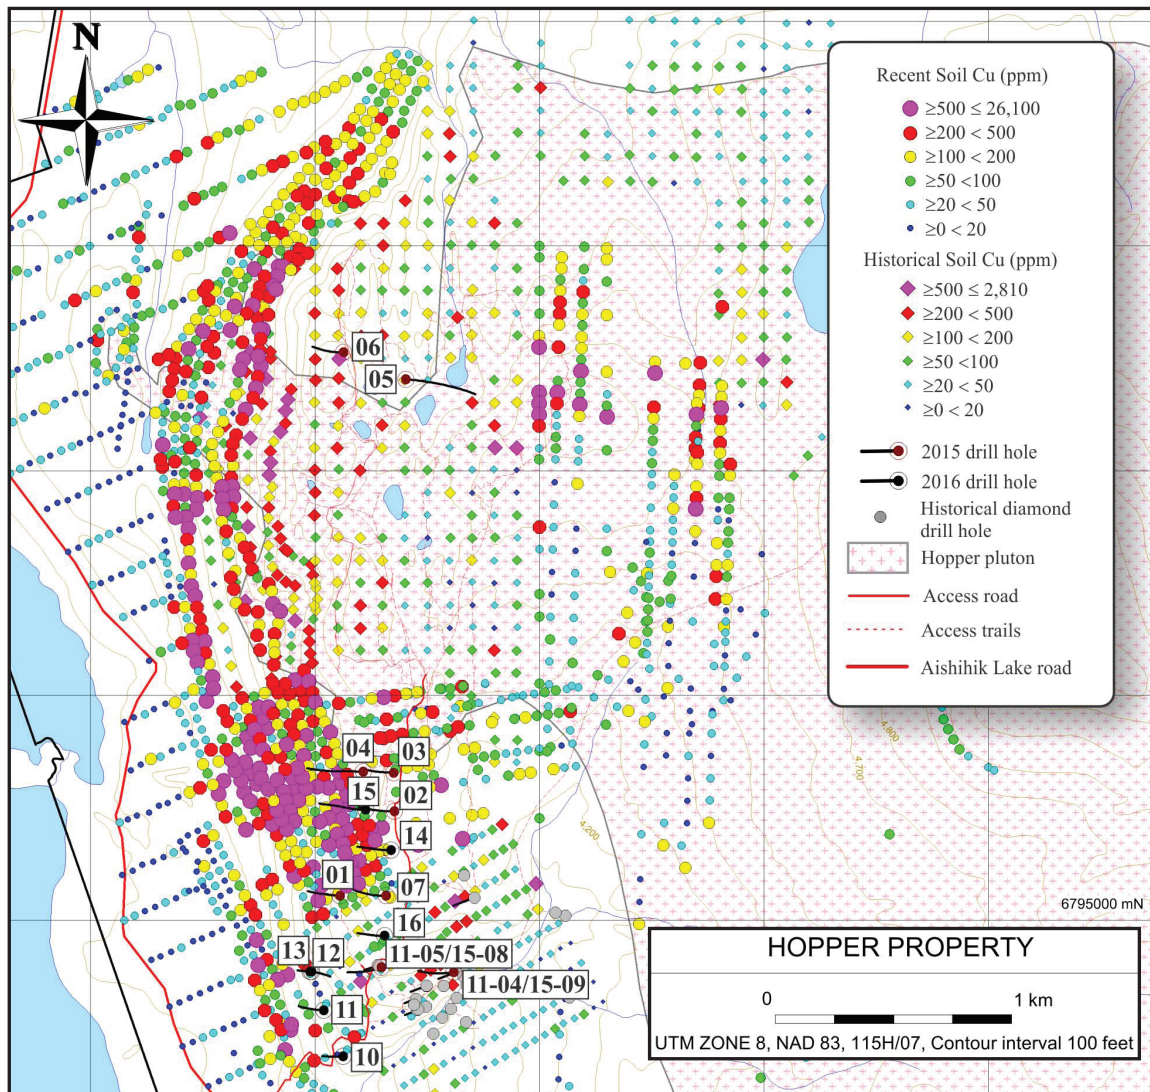 N
Recent Soil Cu (ppm)
≥500 ≤ 26,100
≥200 < 500
≥100 < 200
≥50 <100
≥20 < 50
≥0 < 20
Historical Soil Cu (ppm)
≥500 ≤ 2,810
≥200 < 500
≥100 < 200
≥50 <100
≥20 < 50
≥0 < 20
2015 drill hole
2016 drill hole
Historical diamond
drill hole
Hopper pluton
Access road
Access trails
Aishihik Lake road
06
05
4,800
4,700
04
03
15
02
4,200
14
01
07
16
6795000 mN
13
12
11-05/15-08
11-04/15-09
11
10
HOPPER PROPERTY
0 1 km
UTM ZONE 8, NAD 83, 115H/07, Contour interval 100 feet